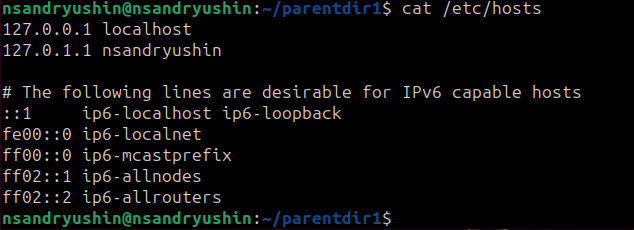 nsandryushin@nsandryushin:~/parentdir1$ cat /etc/hosts
127.0.0.1 localhost
127.0.1.1 nsandryushin
# The following lines are desirable for IPv6 capable hosts
::1     ip6-localhost ip6-loopback
fe00::0 ip6-localnet
ff00::0 ip6-mcastprefix
ff02::1 ip6-allnodes
ff02::2 ip6-allrouters
nsandryushin@nsandryushin:~/parentdir1$